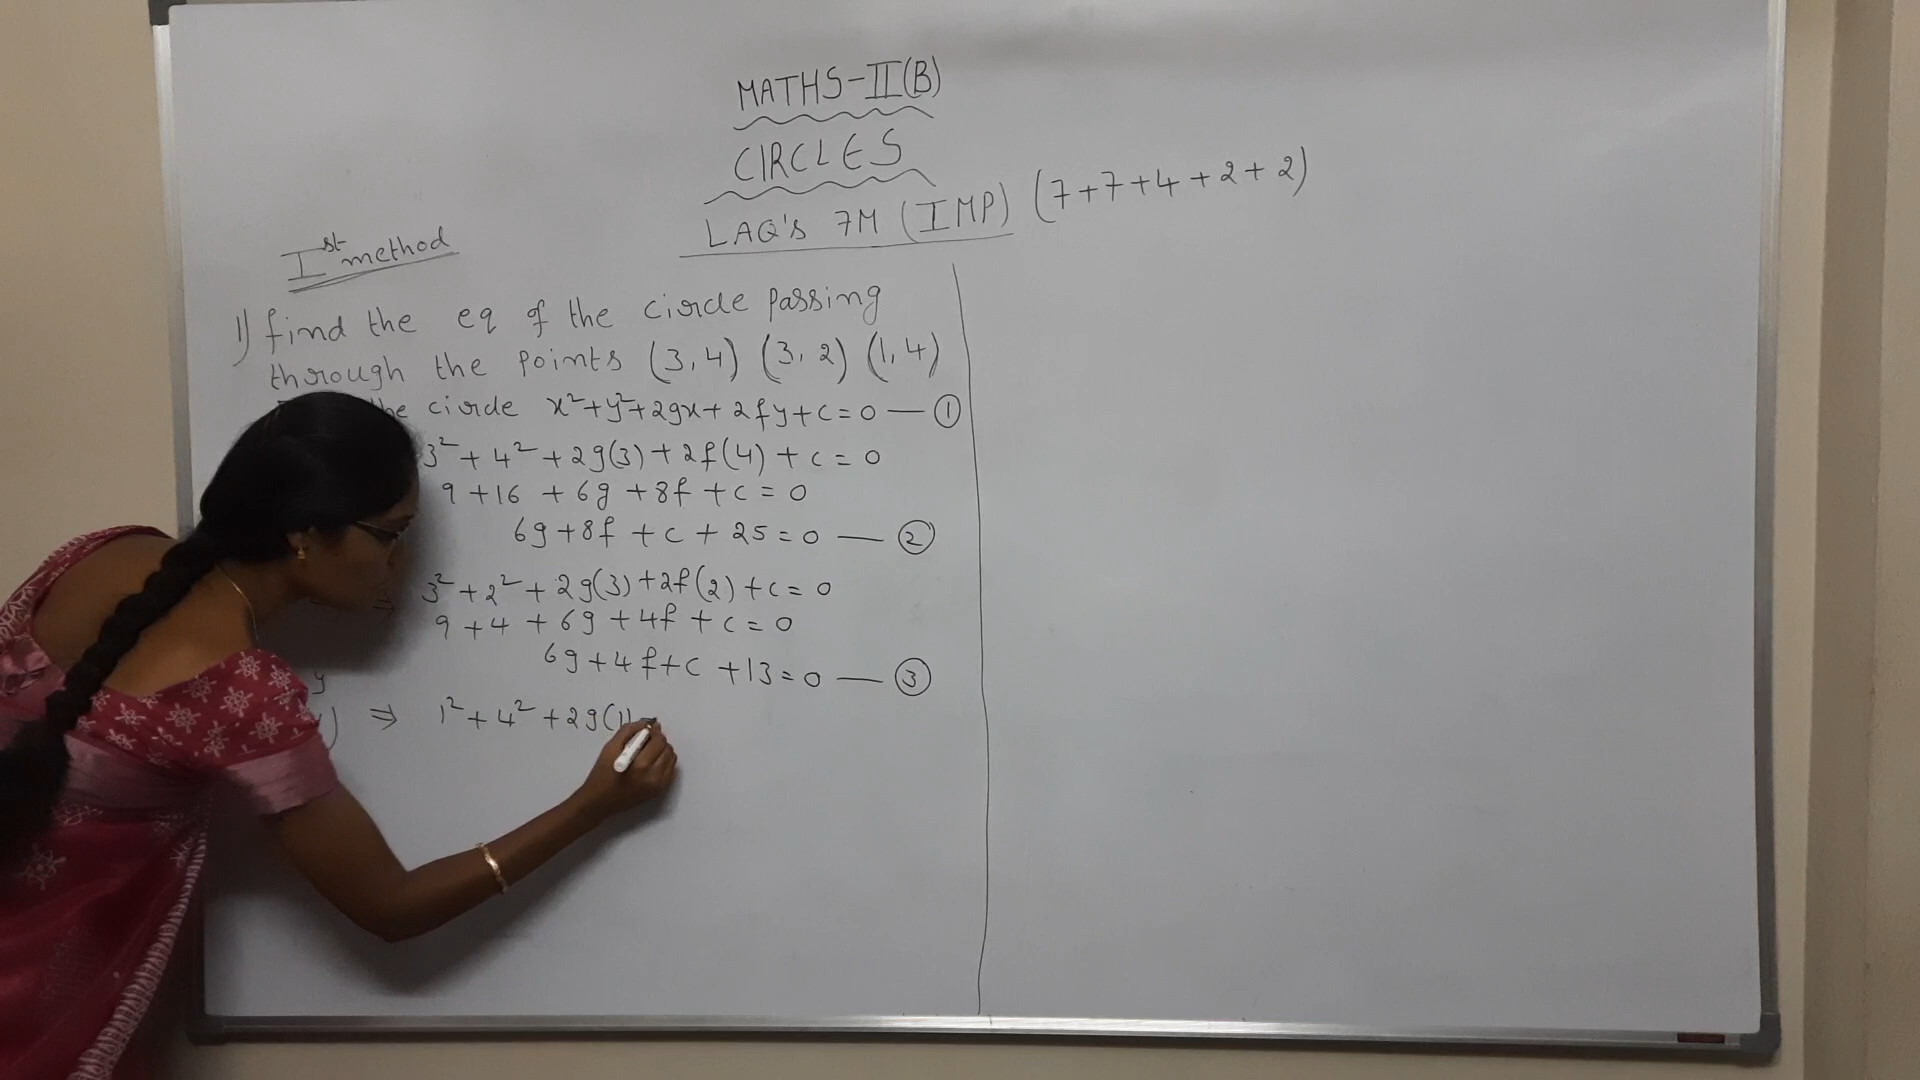 MATHS-II(B)
CIRCLES
LAQ's 7M (IMP) (7+7+4+2+2)
Ist method
1) find the eq of the circle passing
through the points (3,4) (3,2) (1,4)
the circle x²+y²+2gx+2fy+c=0 — ①
3²+4²+2g(3)+2f(4)+c=0
9+16+6g+8f+c=0
6g+8f+c+25=0 — ②
⇒ 3²+2²+2g(3)+2f(2)+c=0
9+4+6g+4f+c=0
6g+4f+c+13=0 — ③
y
) ⇒ 1²+4²+2g(1)